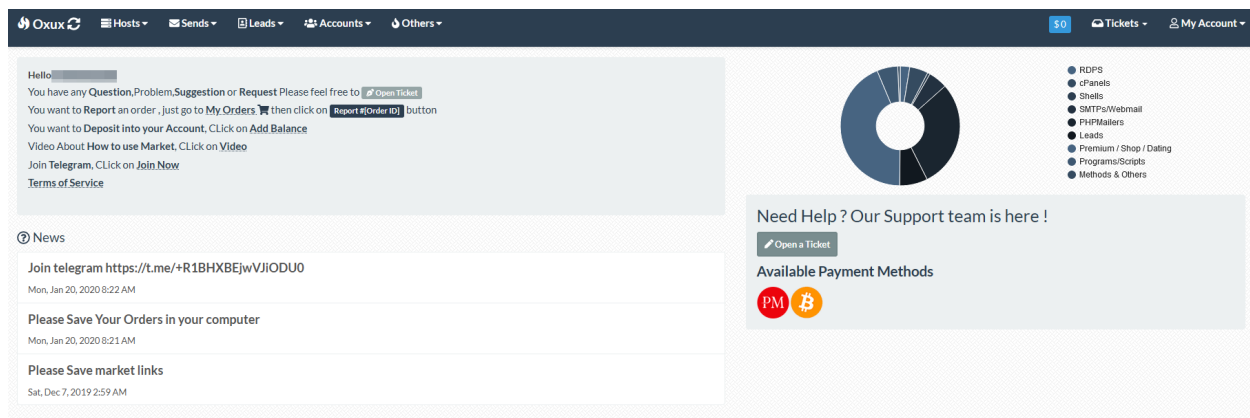 Oxux Hosts Sends Leads Accounts Others $0 Tickets My Account
Hello
You have any Question,Problem,Suggestion or Request Please feel free to Open Ticket
You want to Report an order , just go to My Orders then click on Report #[Order ID] button
You want to Deposit into your Account, CLick on Add Balance
Video About How to use Market, CLick on Video
Join Telegram, CLick on Join Now
Terms of Service
News
Join telegram https://t.me/+R1BHXBEjwVJiODU0
Mon, Jan 20, 2020 8:22 AM
Please Save Your Orders in your computer
Mon, Jan 20, 2020 8:21 AM
Please Save market links
Sat, Dec 7, 2019 2:59 AM
RDPS
cPanels
Shells
SMTPs/Webmail
PHPMailers
Leads
Premium / Shop / Dating
Programs/Scripts
Methods & Others
Need Help ? Our Support team is here !
Open a Ticket
Available Payment Methods
PM